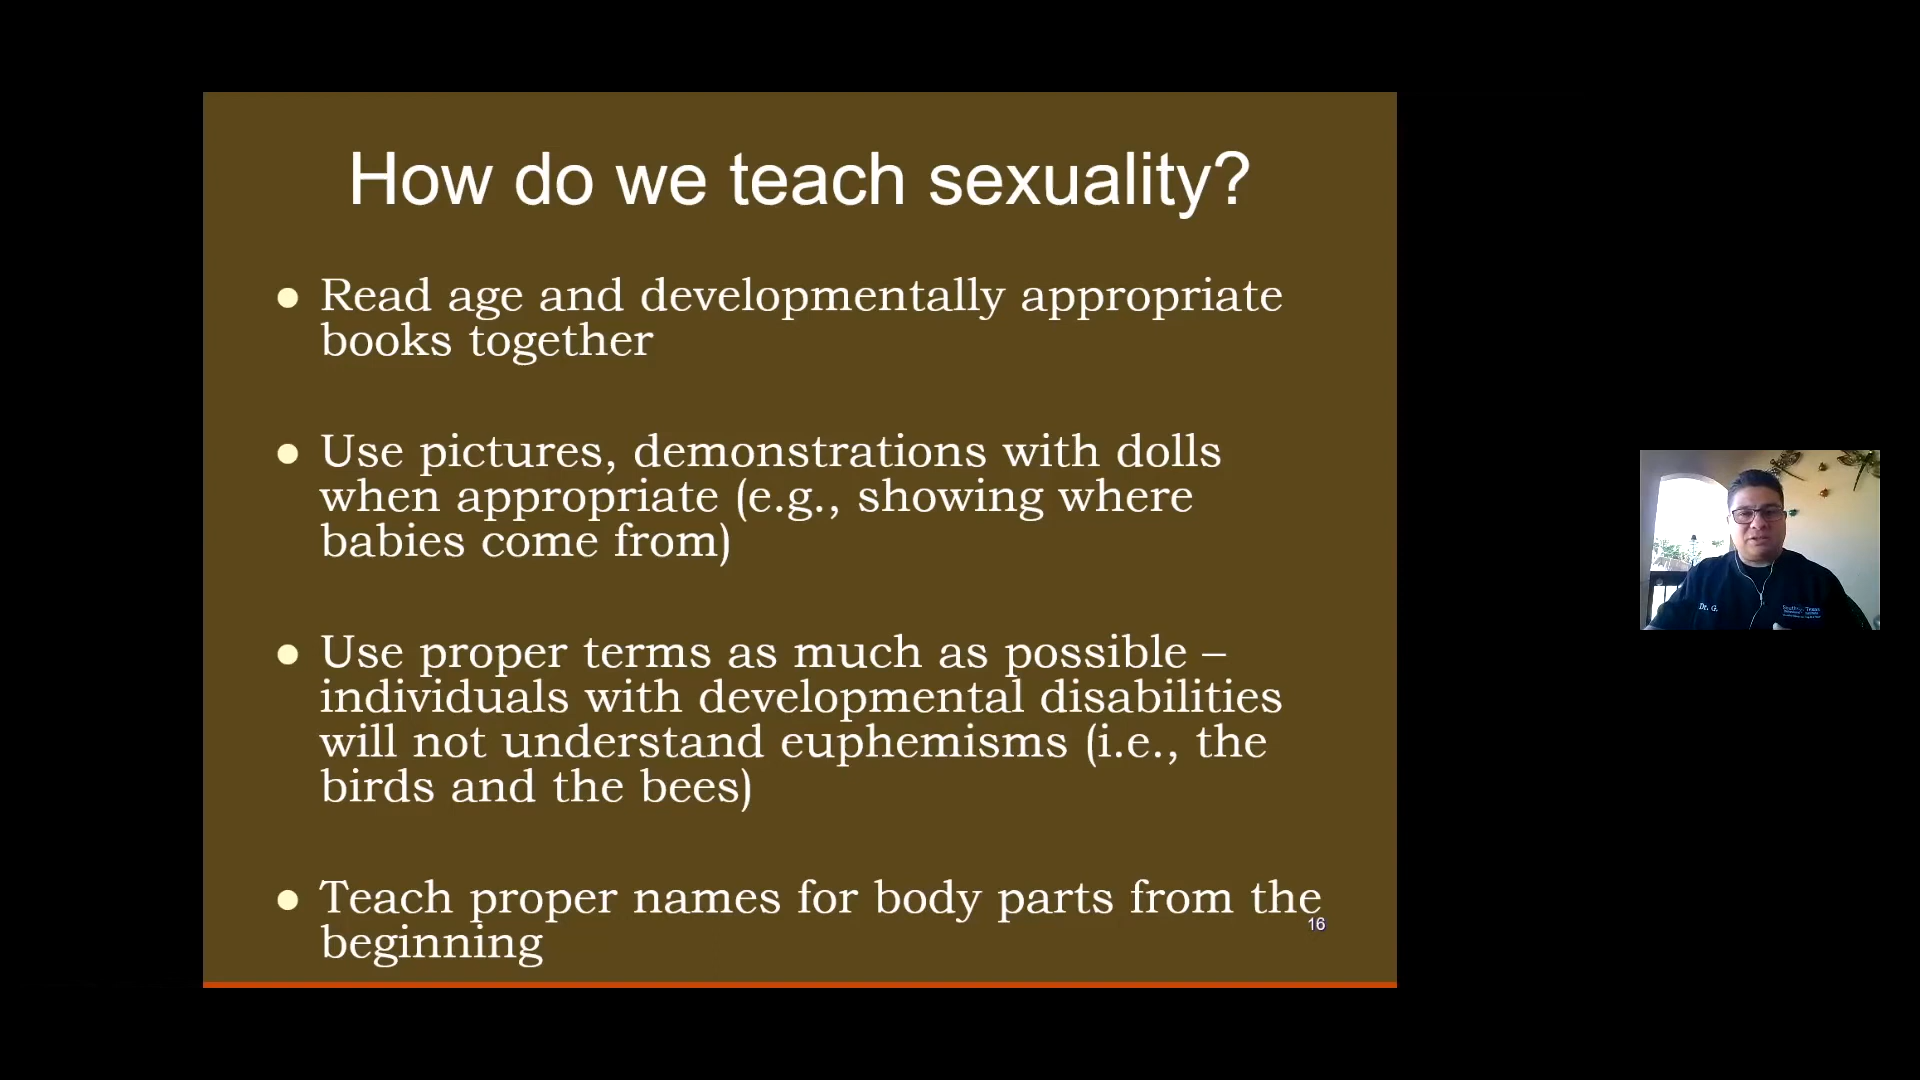 How do we teach sexuality?
● Read age and developmentally appropriate
books together
● Use pictures, demonstrations with dolls
when appropriate (e.g., showing where
babies come from)
● Use proper terms as much as possible –
individuals with developmental disabilities
will not understand euphemisms (i.e., the
birds and the bees)
● Teach proper names for body parts from the
beginning
16
Dr. G.
South Texas